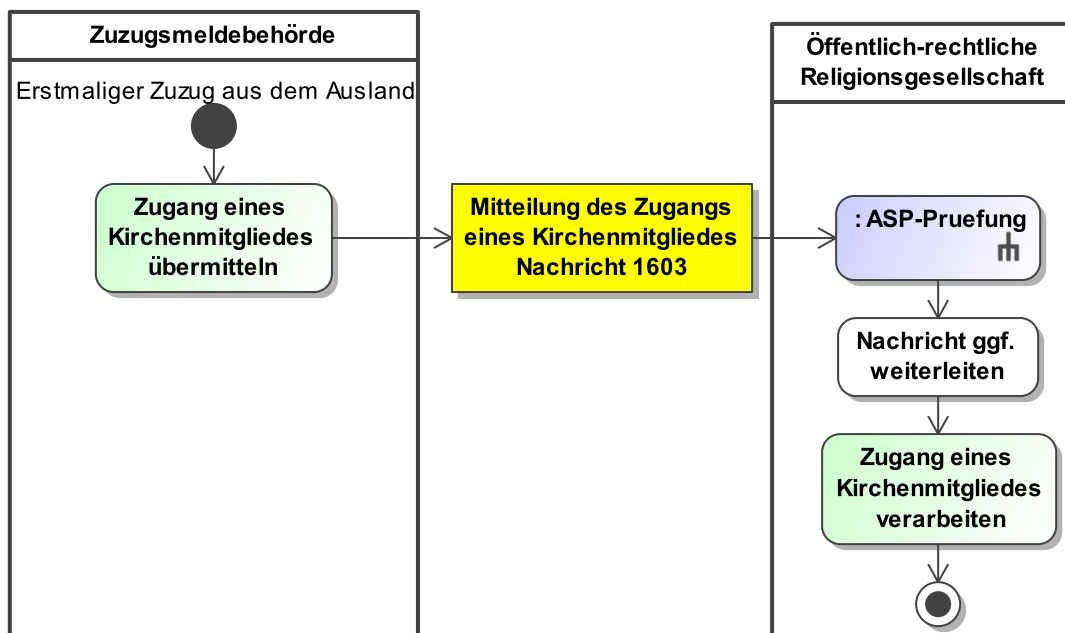 Zuzugsmeldebehörde
Erstmaliger Zuzug aus dem Ausland
Zugang eines
Kirchenmitgliedes
übermitteln
Mitteilung des Zugangs
eines Kirchenmitgliedes
Nachricht 1603
Öffentlich-rechtliche
Religionsgesellschaft
: ASP-Pruefung
Nachricht ggf.
weiterleiten
Zugang eines
Kirchenmitgliedes
verarbeiten